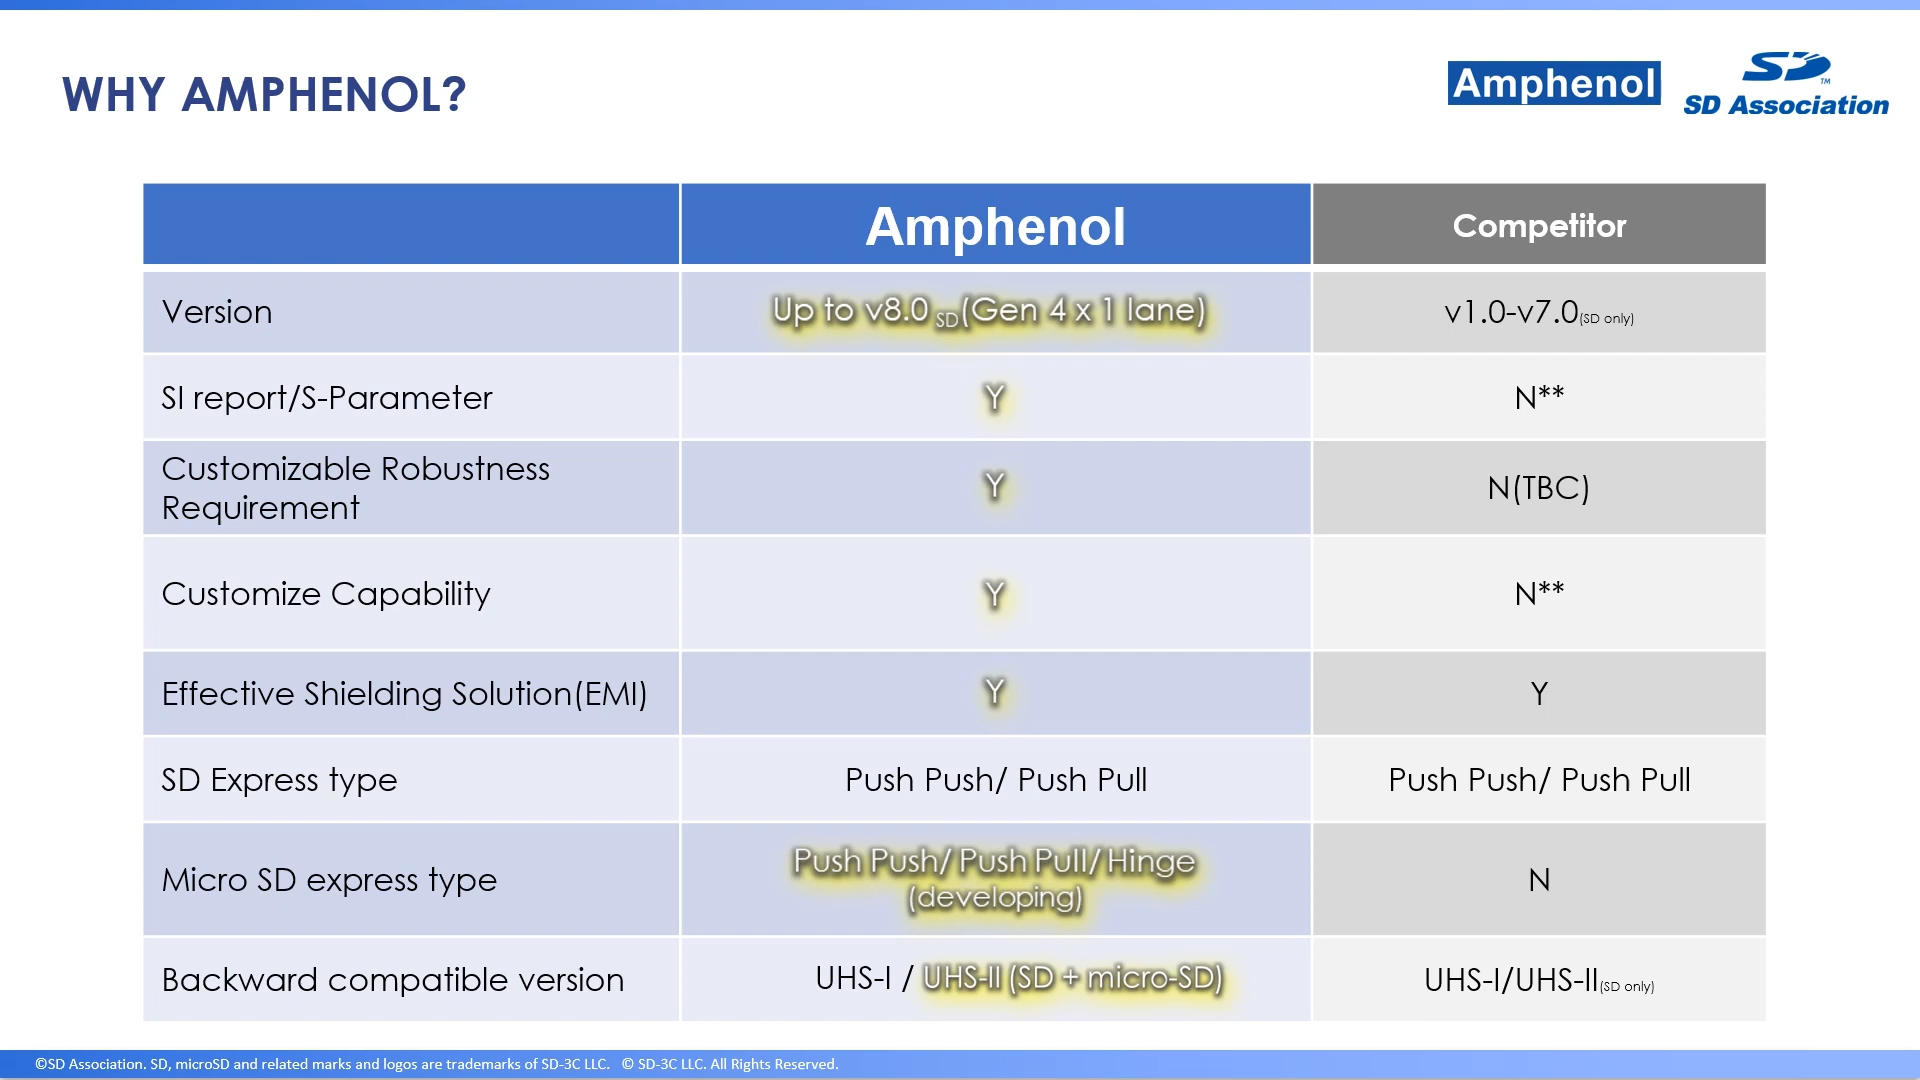 WHY AMPHENOL?
Amphenol
SD
TM
SD Association
Amphenol Competitor
Version Up to v8.0 SD(Gen 4 x 1 lane) v1.0-v7.0(SD only)
SI report/S-Parameter Y N**
Customizable Robustness
Requirement Y N(TBC)
Customize Capability Y N**
Effective Shielding Solution(EMI) Y Y
SD Express type Push Push/ Push Pull Push Push/ Push Pull
Micro SD express type Push Push/ Push Pull/ Hinge
(developing) N
Backward compatible version UHS-I / UHS-II (SD + micro-SD) UHS-I/UHS-II(SD only)
©SD Association. SD, microSD and related marks and logos are trademarks of SD-3C LLC. © SD-3C LLC. All Rights Reserved.